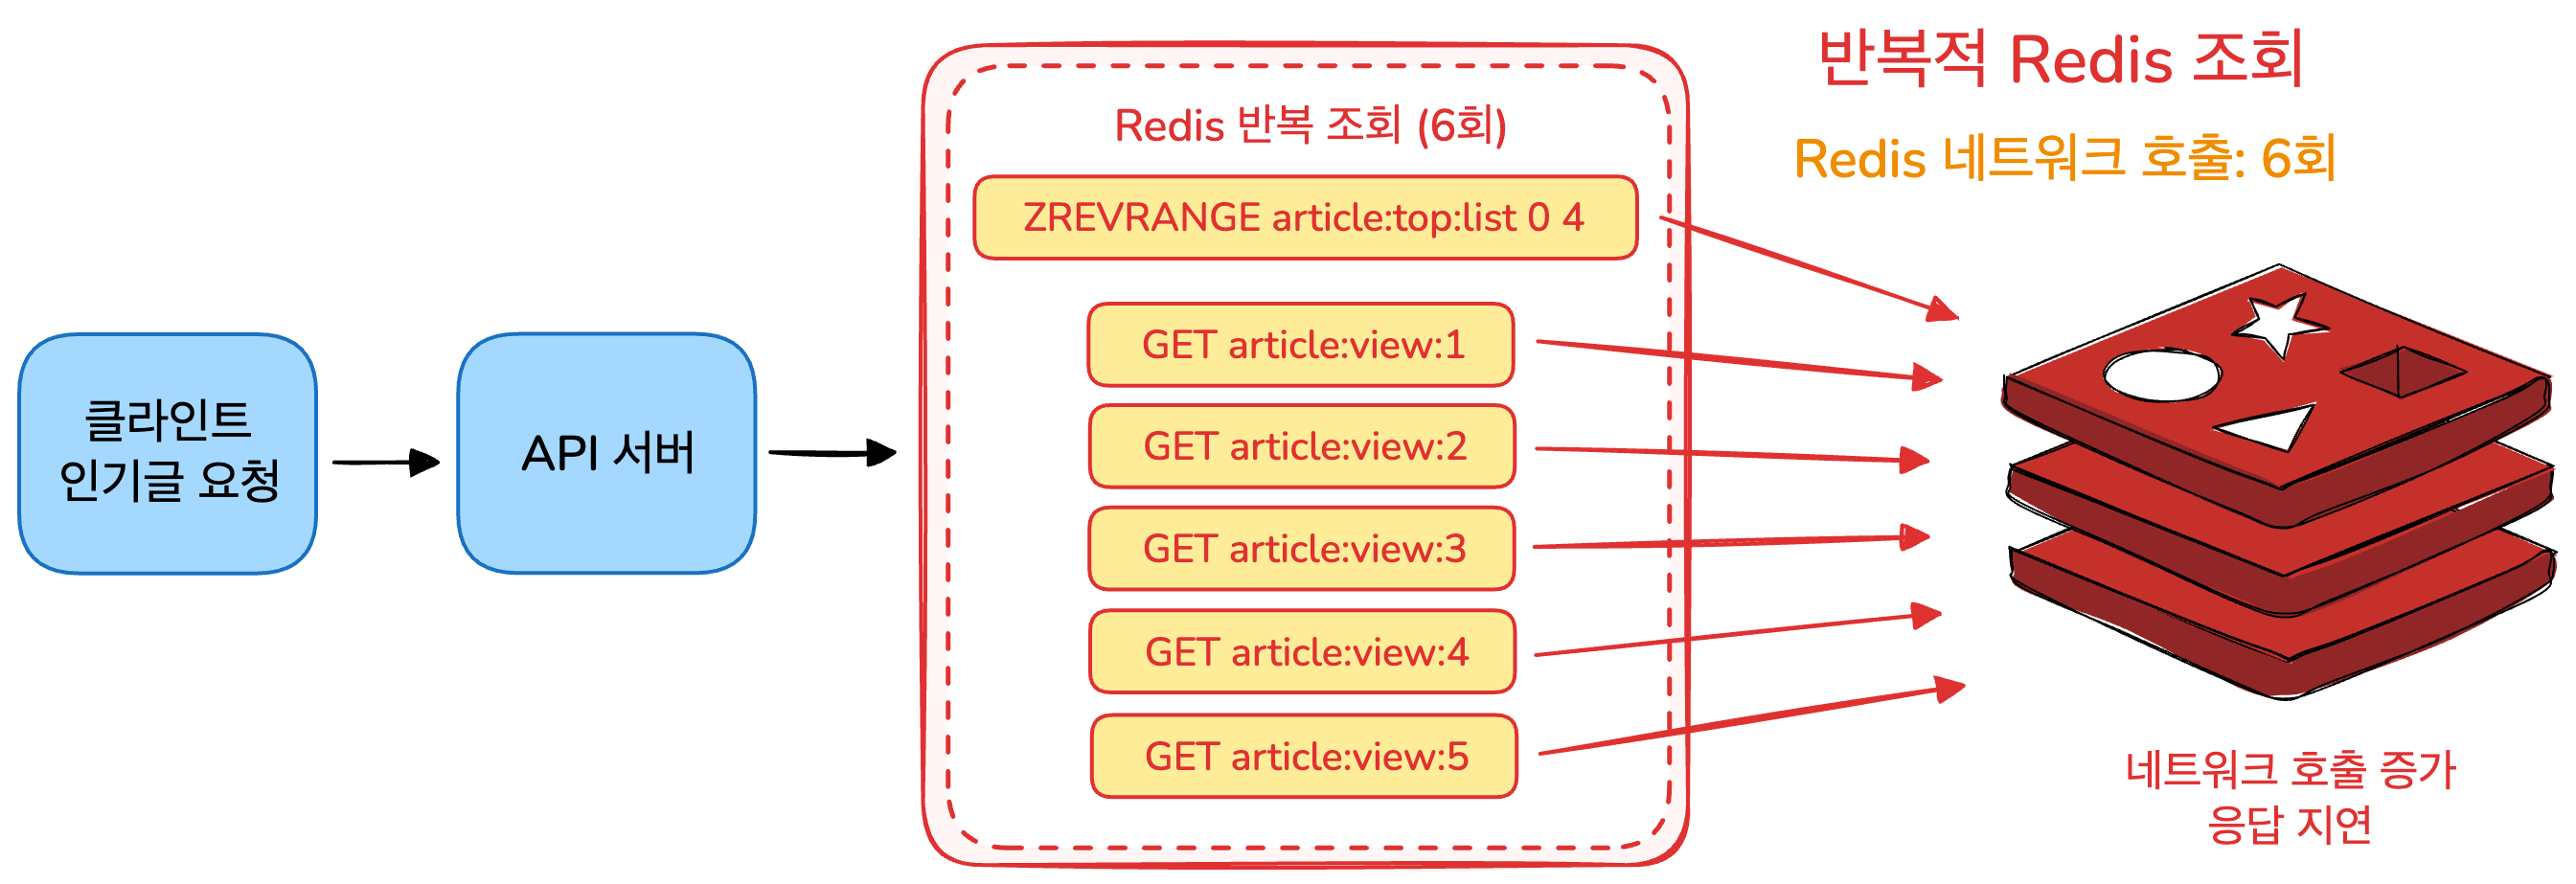 반복적 Redis 조회
Redis 네트워크 호출: 6회
Redis 반복 조회 (6회)
ZREVRANGE article:top:list 0 4
GET article:view:1
GET article:view:2
GET article:view:3
GET article:view:4
GET article:view:5
클라인트
인기글 요청
API 서버
네트워크 호출 증가
응답 지연